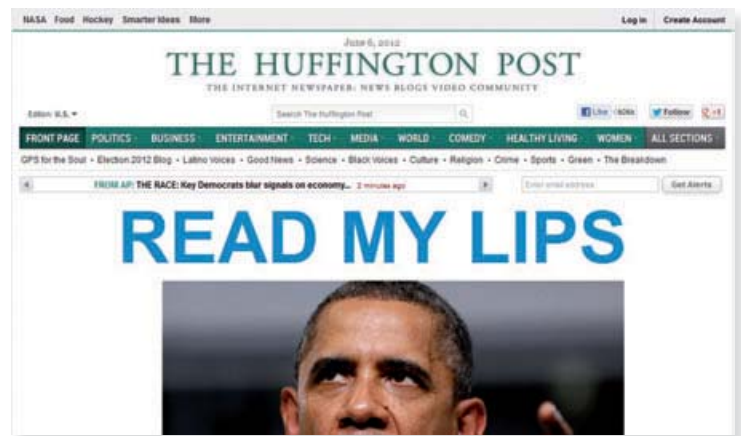 NASA Food Hockey Smarter Ideas More Log in Create Account
June 6, 2012
THE HUFFINGTON POST
THE INTERNET NEWSPAPER: NEWS BLOGS VIDEO COMMUNITY
Edition: U.S. Search The Huffington Post Like Follow +1
FRONT PAGE POLITICS BUSINESS ENTERTAINMENT TECH MEDIA WORLD COMEDY HEALTHY LIVING WOMEN ALL SECTIONS
GPS for the Soul • Election 2012 Blog • Latino Voices • Good News • Science • Black Voices • Culture • Religion • Crime • Sports • Green • The Breakdown
FROM AP: THE RACE: Key Democrats blur signals on economy... 2 minutes ago Enter email address Get Alerts
READ MY LIPS